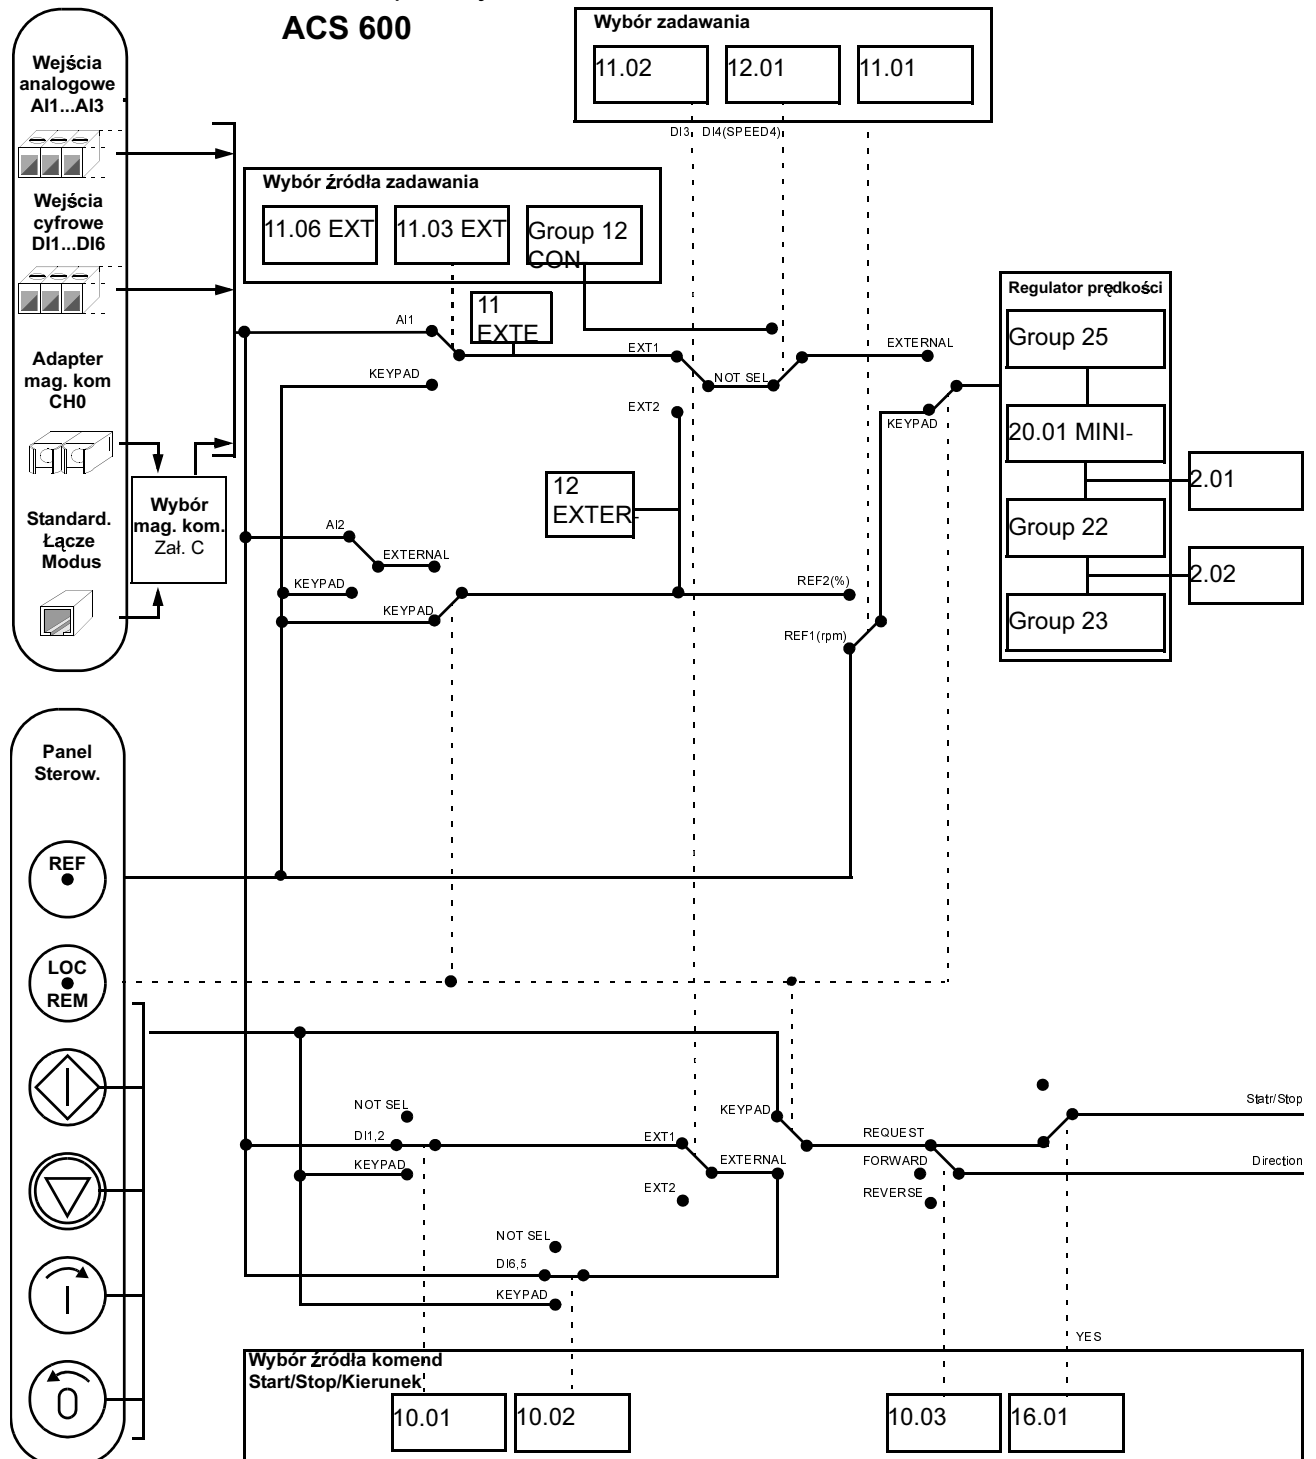 ACS 600
Wybór zadawania
11.02
12.01
11.01
DI3
DI4(SPEED4)
Wejścia
analogowe
AI1...AI3
Wejścia
cyfrowe
DI1...DI6
Adapter
mag. kom
CH0
Standard.
Łącze
Modus
Wybór
mag. kom.
Zał. C
Wybór źródła zadawania
11.06 EXT
11.03 EXT
Group 12
CON
11
EXTE
AI1
KEYPAD
EXT1
NOT SEL
EXT2
EXTERNAL
KEYPAD
12
EXTER-
AI2
EXTERNAL
KEYPAD
KEYPAD
REF2(%)
REF1(rpm)
Regulator prędkości
Group 25
20.01 MINI-
2.01
Group 22
2.02
Group 23
Panel
Sterow.
REF
LOC
REM
NOT SEL
DI1,2
KEYPAD
EXT1
EXT2
EXTERNAL
KEYPAD
NOT SEL
DI6,5
KEYPAD
REQUEST
FORWARD
REVERSE
Statr/Stop
Direction
YES
Wybór źródła komend
Start/Stop/Kierunek
10.01
10.02
10.03
16.01